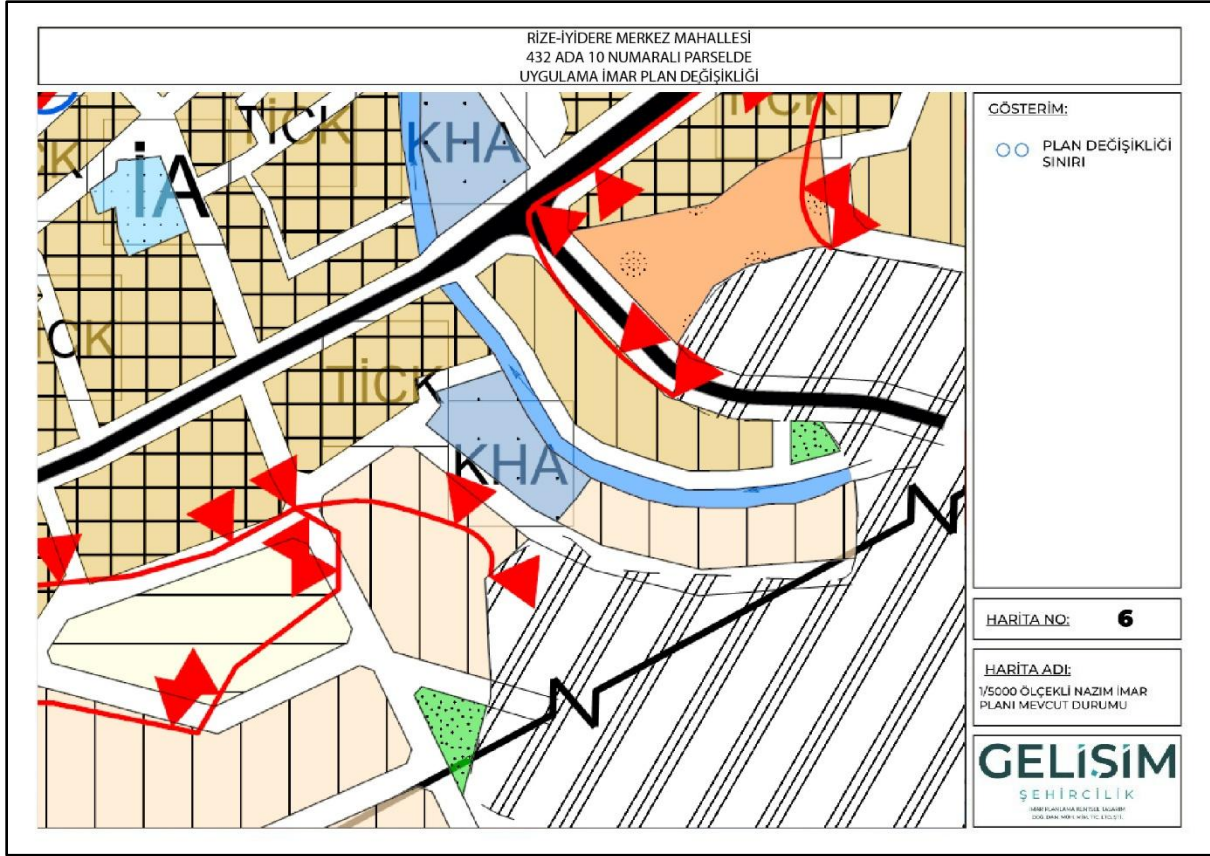 RİZE-İYİDERE MERKEZ MAHALLESİ
432 ADA 10 NUMARALI PARSELDE
UYGULAMA İMAR PLAN DEĞİŞİKLİĞİ
GÖSTERİM:
PLAN DEĞİŞİKLİĞİ
SINIRI
TİCK
KHA
TİCK
İA
CK
TİCK
CK
KHA
N
N
HARİTA NO: 6
HARİTA ADI:
1/5000 ÖLÇEKLİ NAZIM İMAR
PLANI MEVCUT DURUMU
GELİŞİM
ŞEHİRCİLİK